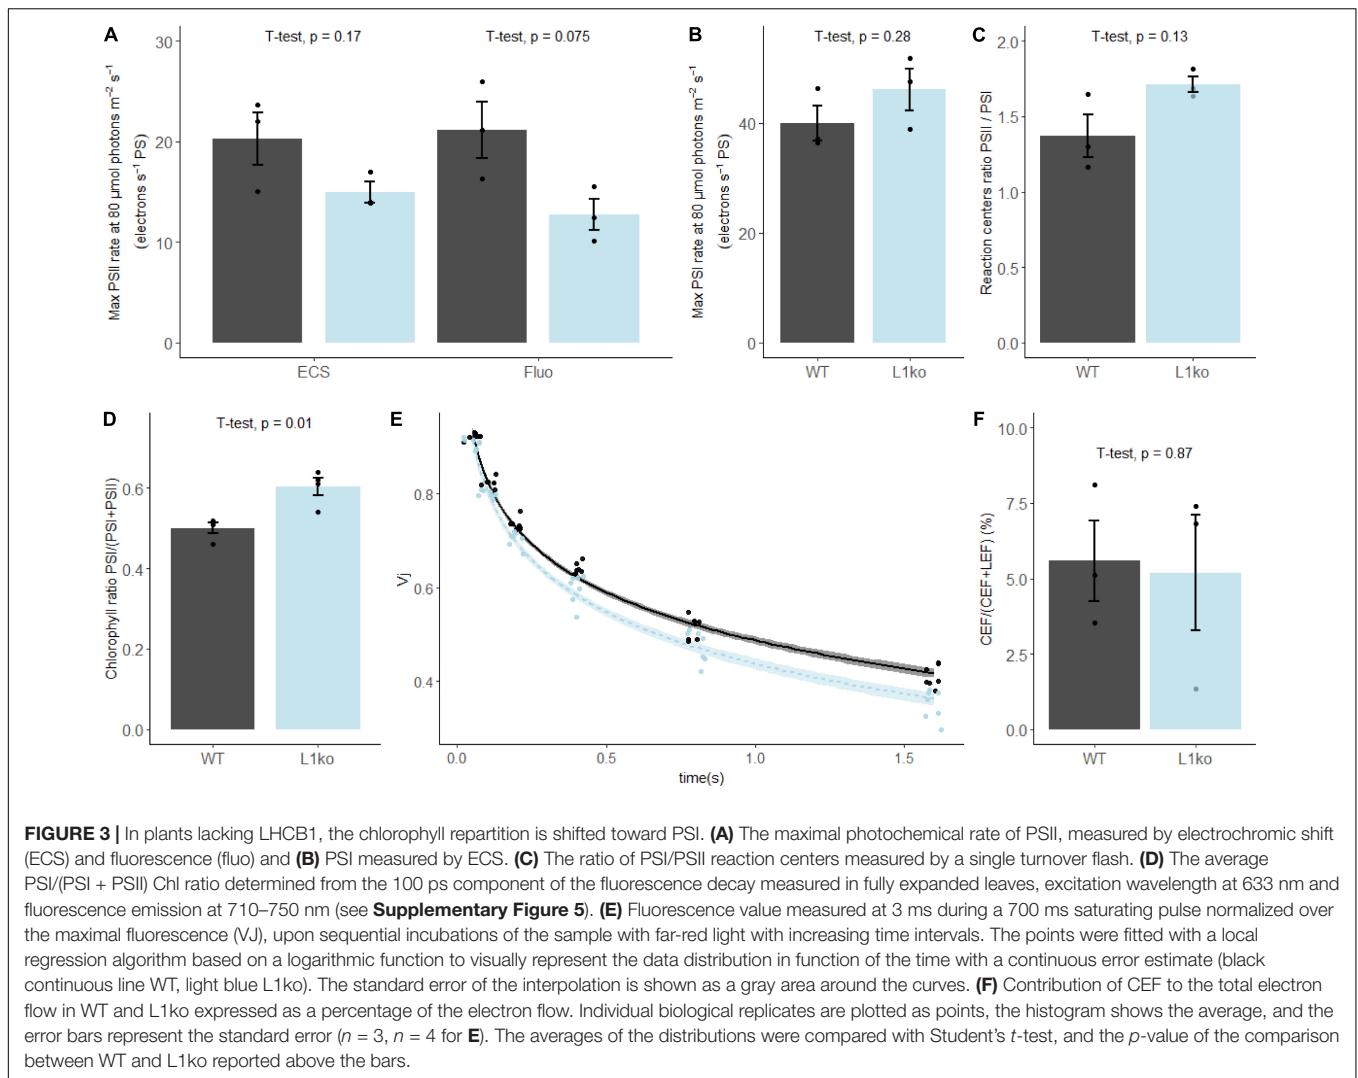 A
T-test, p = 0.17
T-test, p = 0.075
30
20
10
0
Max PSII rate at 80 µmol photons m⁻² s⁻¹
(electrons s⁻¹ PS)
ECS
Fluo
B
T-test, p = 0.28
40
20
0
Max PSI rate at 80 µmol photons m⁻² s⁻¹
(electrons s⁻¹ PS)
WT
L1ko
C
T-test, p = 0.13
2.0
1.5
1.0
0.5
0.0
Reaction centers ratio PSII / PSI
WT
L1ko
D
T-test, p = 0.01
0.6
0.4
0.2
0.0
Chlorophyll ratio PSI/(PSI+PSII)
WT
L1ko
E
0.8
0.6
0.4
Vj
0.0
0.5
1.0
1.5
time(s)
F
T-test, p = 0.87
10.0
7.5
5.0
2.5
0.0
CEF/(CEF+LEF) (%)
WT
L1ko
FIGURE 3 | In plants lacking LHCB1, the chlorophyll repartition is shifted toward PSI. (A) The maximal photochemical rate of PSII, measured by electrochromic shift
(ECS) and fluorescence (fluo) and (B) PSI measured by ECS. (C) The ratio of PSI/PSII reaction centers measured by a single turnover flash. (D) The average
PSI/(PSI + PSII) Chl ratio determined from the 100 ps component of the fluorescence decay measured in fully expanded leaves, excitation wavelength at 633 nm and
fluorescence emission at 710–750 nm (see Supplementary Figure 5). (E) Fluorescence value measured at 3 ms during a 700 ms saturating pulse normalized over
the maximal fluorescence (VJ), upon sequential incubations of the sample with far-red light with increasing time intervals. The points were fitted with a local
regression algorithm based on a logarithmic function to visually represent the data distribution in function of the time with a continuous error estimate (black
continuous line WT, light blue L1ko). The standard error of the interpolation is shown as a gray area around the curves. (F) Contribution of CEF to the total electron
flow in WT and L1ko expressed as a percentage of the electron flow. Individual biological replicates are plotted as points, the histogram shows the average, and the
error bars represent the standard error (n = 3, n = 4 for E). The averages of the distributions were compared with Student's t-test, and the p-value of the comparison
between WT and L1ko reported above the bars.